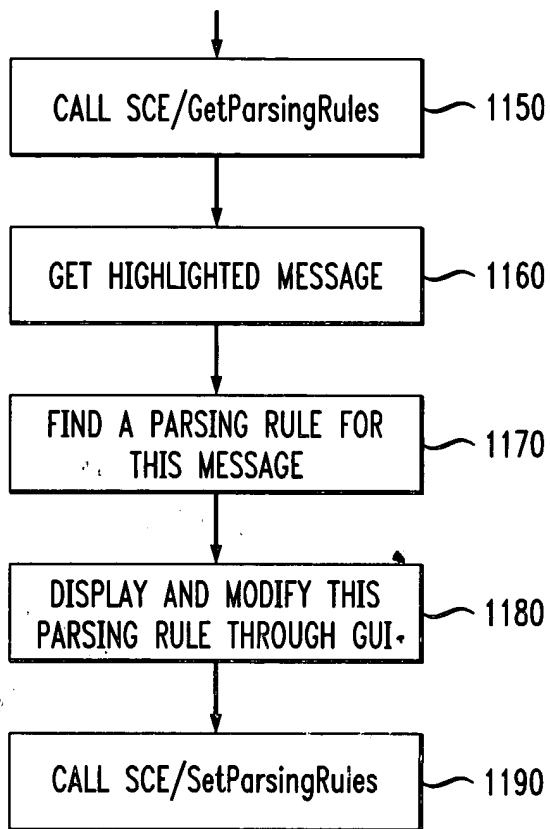 CALL SCE/GetParsingRules 1150
GET HIGHLIGHTED MESSAGE 1160
FIND A PARSING RULE FOR
THIS MESSAGE 1170
DISPLAY AND MODIFY THIS
PARSING RULE THROUGH GUI 1180
CALL SCE/SetParsingRules 1190